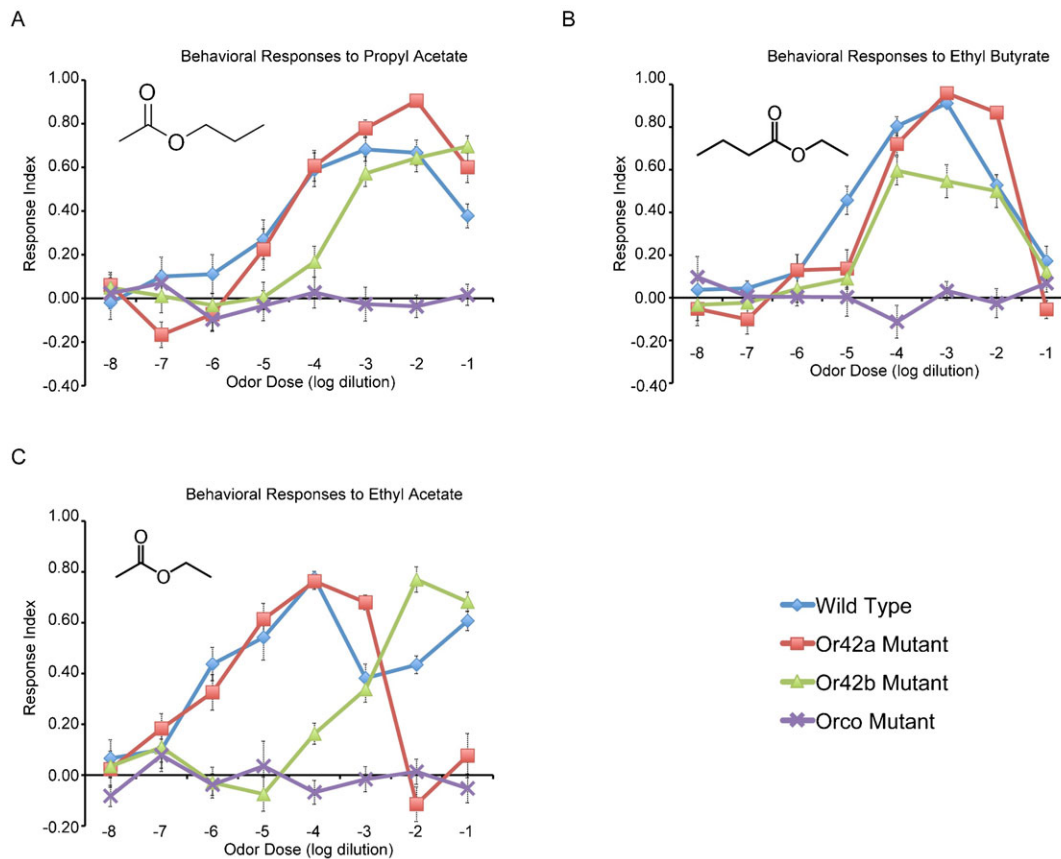 A
Behavioral Responses to Propyl Acetate
1.00
0.80
0.60
0.40
0.20
0.00
-0.20
-0.40
Response Index
O
O
-8 -7 -6 -5 -4 -3 -2 -1
Odor Dose (log dilution)
B
Behavioral Responses to Ethyl Butyrate
1.00
0.80
0.60
0.40
0.20
0.00
-0.20
-0.40
Response Index
O
O
-8 -7 -6 -5 -4 -3 -2 -1
Odor Dose (log dilution)
C
Behavioral Responses to Ethyl Acetate
1.00
0.80
0.60
0.40
0.20
0.00
-0.20
Response Index
O
O
-8 -7 -6 -5 -4 -3 -2 -1
Odor Dose (log dilution)
Wild Type
Or42a Mutant
Or42b Mutant
Orco Mutant